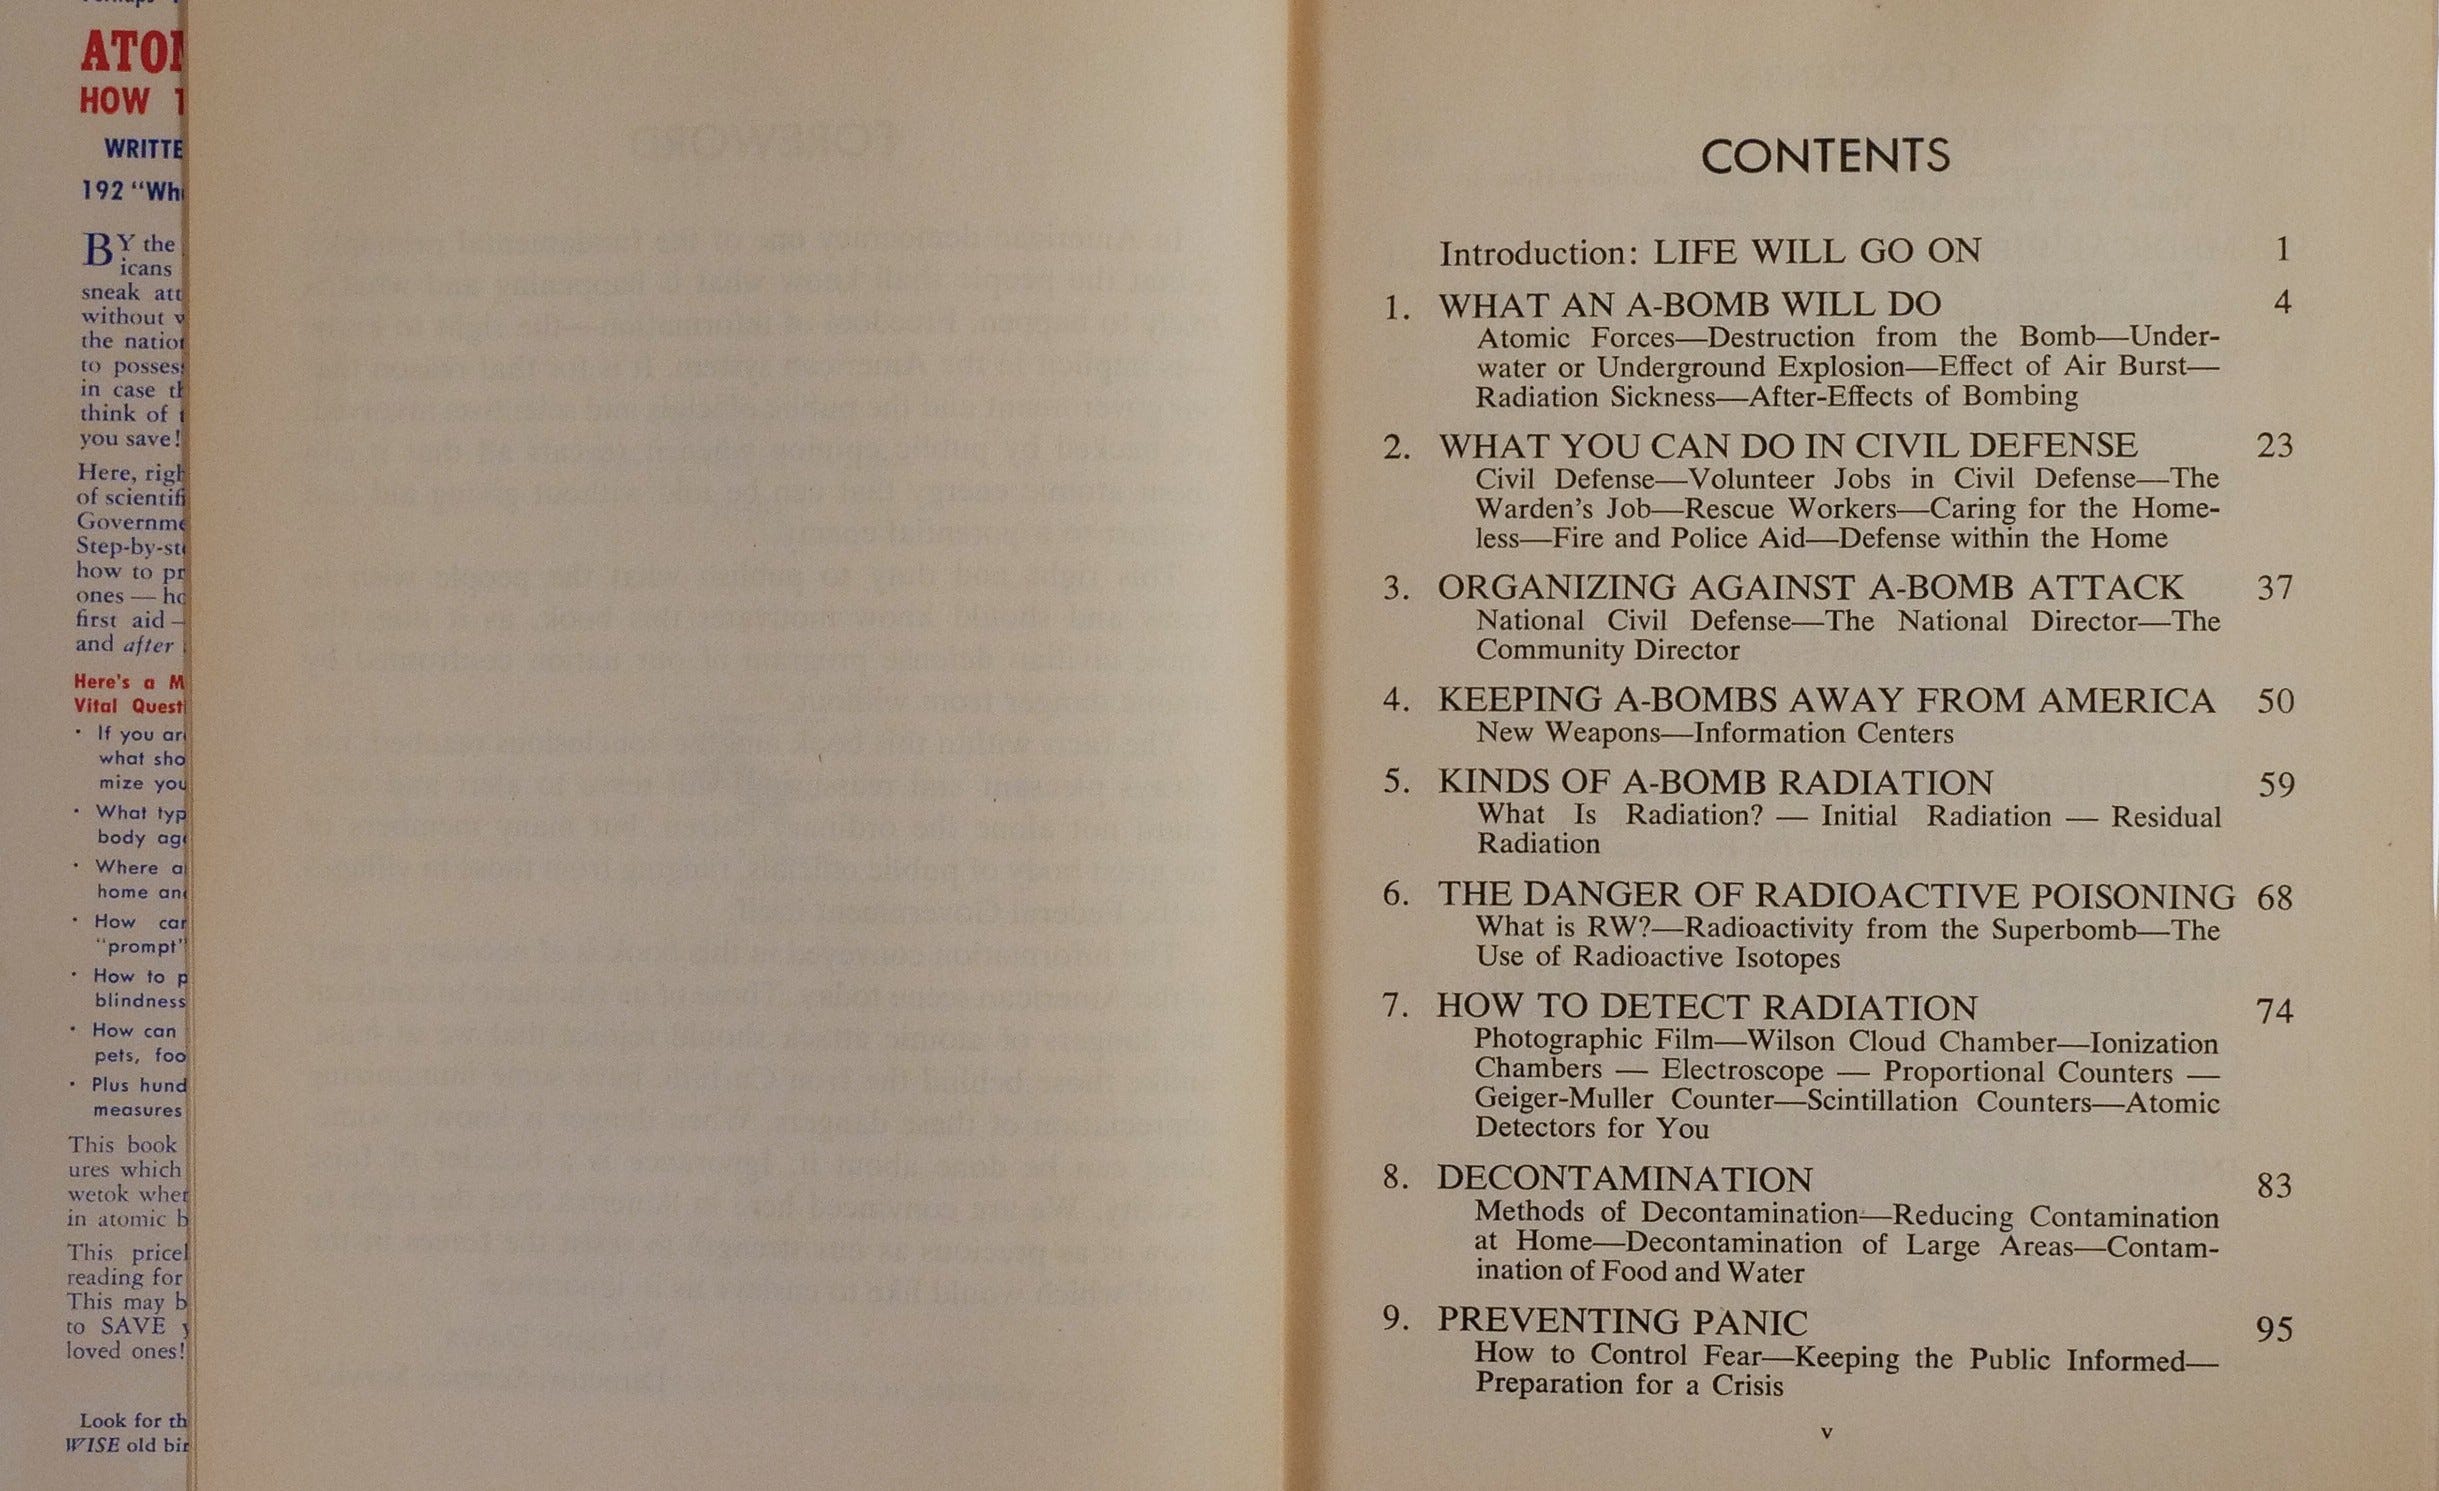 ATOM
HOW
WRITTE
192 "Wh
BY the
icans
sneak att
without
the nation
to possess
in case th
think of
you save!
Here, righ
of scientifi
Governme
Step-by-ste
how to pr
ones — ho
first aid —
and after
Here's a M
Vital Quest
· If you ar
what sho
mize you
· What typ
body aga
· Where a
home and
· How can
"prompt"
· How to p
blindness
· How can
pets, foo
· Plus hund
measures
This book
ures which
wetok when
in atomic b
This pricel
reading for
This may b
to SAVE y
loved ones!
Look for th
WISE old bir
FOREWORD
CONTENTS
Introduction: LIFE WILL GO ON 1
1. WHAT AN A-BOMB WILL DO 4
Atomic Forces—Destruction from the Bomb—Under-
water or Underground Explosion—Effect of Air Burst—
Radiation Sickness—After-Effects of Bombing
2. WHAT YOU CAN DO IN CIVIL DEFENSE 23
Civil Defense—Volunteer Jobs in Civil Defense—The
Warden's Job—Rescue Workers—Caring for the Home-
less—Fire and Police Aid—Defense within the Home
3. ORGANIZING AGAINST A-BOMB ATTACK 37
National Civil Defense—The National Director—The
Community Director
4. KEEPING A-BOMBS AWAY FROM AMERICA 50
New Weapons—Information Centers
5. KINDS OF A-BOMB RADIATION 59
What Is Radiation? — Initial Radiation — Residual
Radiation
6. THE DANGER OF RADIOACTIVE POISONING 68
What is RW?—Radioactivity from the Superbomb—The
Use of Radioactive Isotopes
7. HOW TO DETECT RADIATION 74
Photographic Film—Wilson Cloud Chamber—Ionization
Chambers — Electroscope — Proportional Counters —
Geiger-Muller Counter—Scintillation Counters—Atomic
Detectors for You
8. DECONTAMINATION 83
Methods of Decontamination—Reducing Contamination
at Home—Decontamination of Large Areas—Contam-
ination of Food and Water
9. PREVENTING PANIC 95
How to Control Fear—Keeping the Public Informed—
Preparation for a Crisis
v